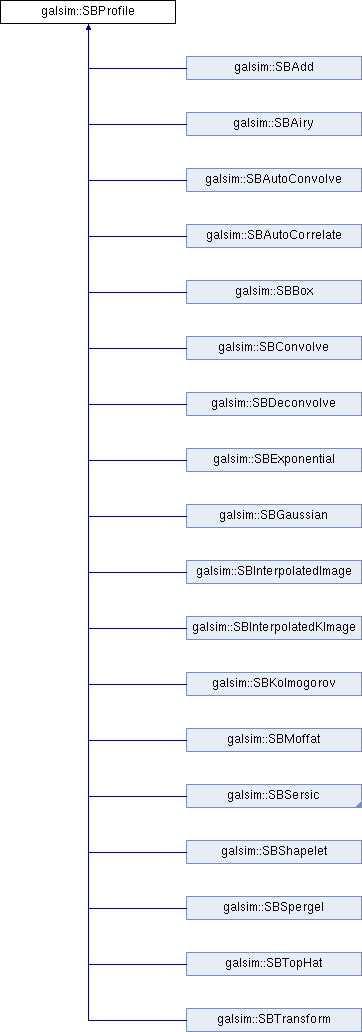 galsim::SBProfile
galsim::SBAdd
galsim::SBAiry
galsim::SBAutoConvolve
galsim::SBAutoCorrelate
galsim::SBBox
galsim::SBConvolve
galsim::SBDeconvolve
galsim::SBExponential
galsim::SBGaussian
galsim::SBInterpolatedImage
galsim::SBInterpolatedKImage
galsim::SBKolmogorov
galsim::SBMoffat
galsim::SBSersic
galsim::SBShapelet
galsim::SBSpergel
galsim::SBTopHat
galsim::SBTransform